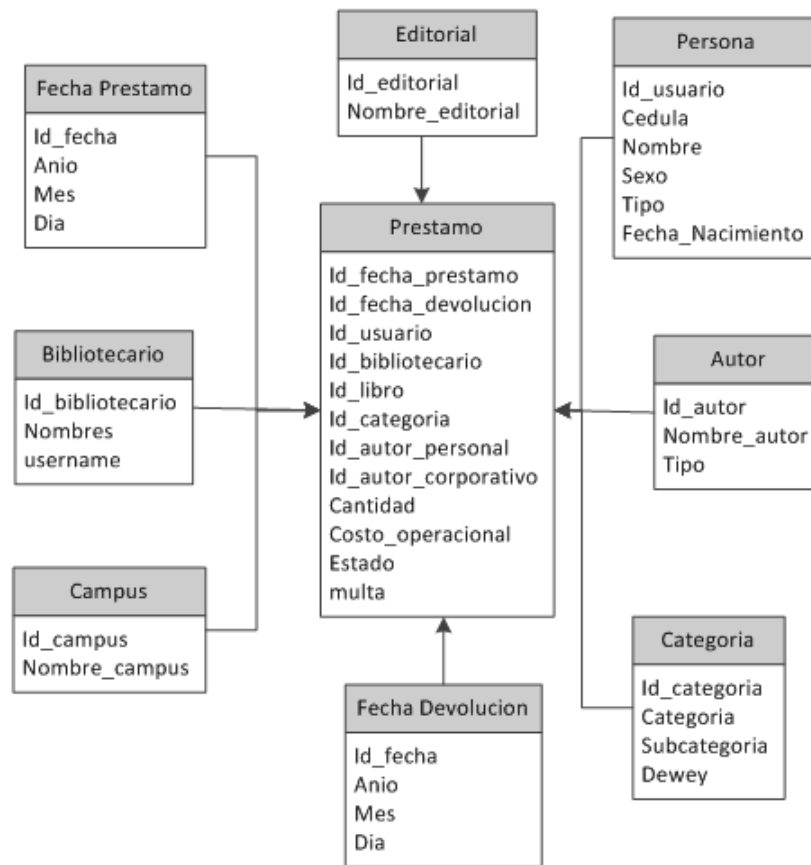 Editorial
Id_editorial
Nombre_editorial
Persona
Id_usuario
Cedula
Nombre
Sexo
Tipo
Fecha_Nacimiento
Fecha Prestamo
Id_fecha
Anio
Mes
Dia
Prestamo
Id_fecha_prestamo
Id_fecha_devolucion
Id_usuario
Id_bibliotecario
Id_libro
Id_categoria
Id_autor_personal
Id_autor_corporativo
Cantidad
Costo_operacional
Estado
multa
Bibliotecario
Id_bibliotecario
Nombres
username
Autor
Id_autor
Nombre_autor
Tipo
Campus
Id_campus
Nombre_campus
Categoria
Id_categoria
Categoria
Subcategoria
Dewey
Fecha Devolucion
Id_fecha
Anio
Mes
Dia